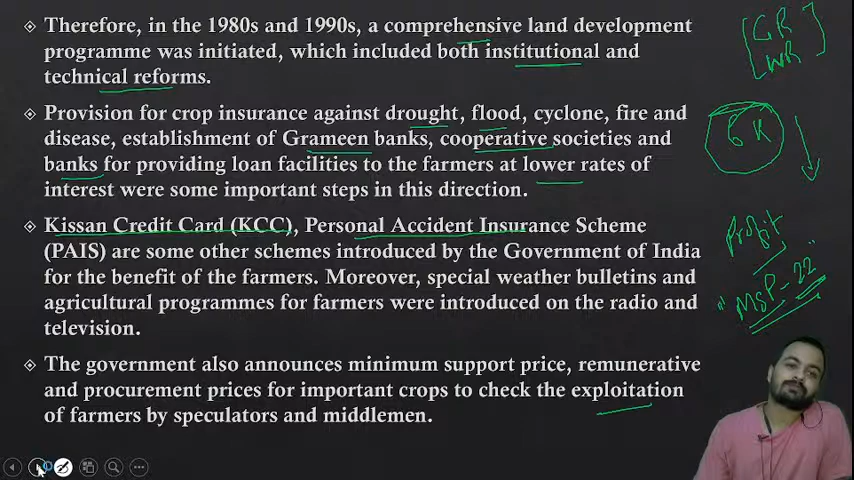 Therefore, in the 1980s and 1990s, a comprehensive land development
programme was initiated, which included both institutional and
technical reforms.
Provision for crop insurance against drought, flood, cyclone, fire and
disease, establishment of Grameen banks, cooperative societies and
banks for providing loan facilities to the farmers at lower rates of
interest were some important steps in this direction.
Kissan Credit Card (KCC), Personal Accident Insurance Scheme
(PAIS) are some other schemes introduced by the Government of India
for the benefit of the farmers. Moreover, special weather bulletins and
agricultural programmes for farmers were introduced on the radio and
television.
The government also announces minimum support price, remunerative
and procurement prices for important crops to check the exploitation
of farmers by speculators and middlemen.
GR
WR
6K
Profit
"MSP - 22"